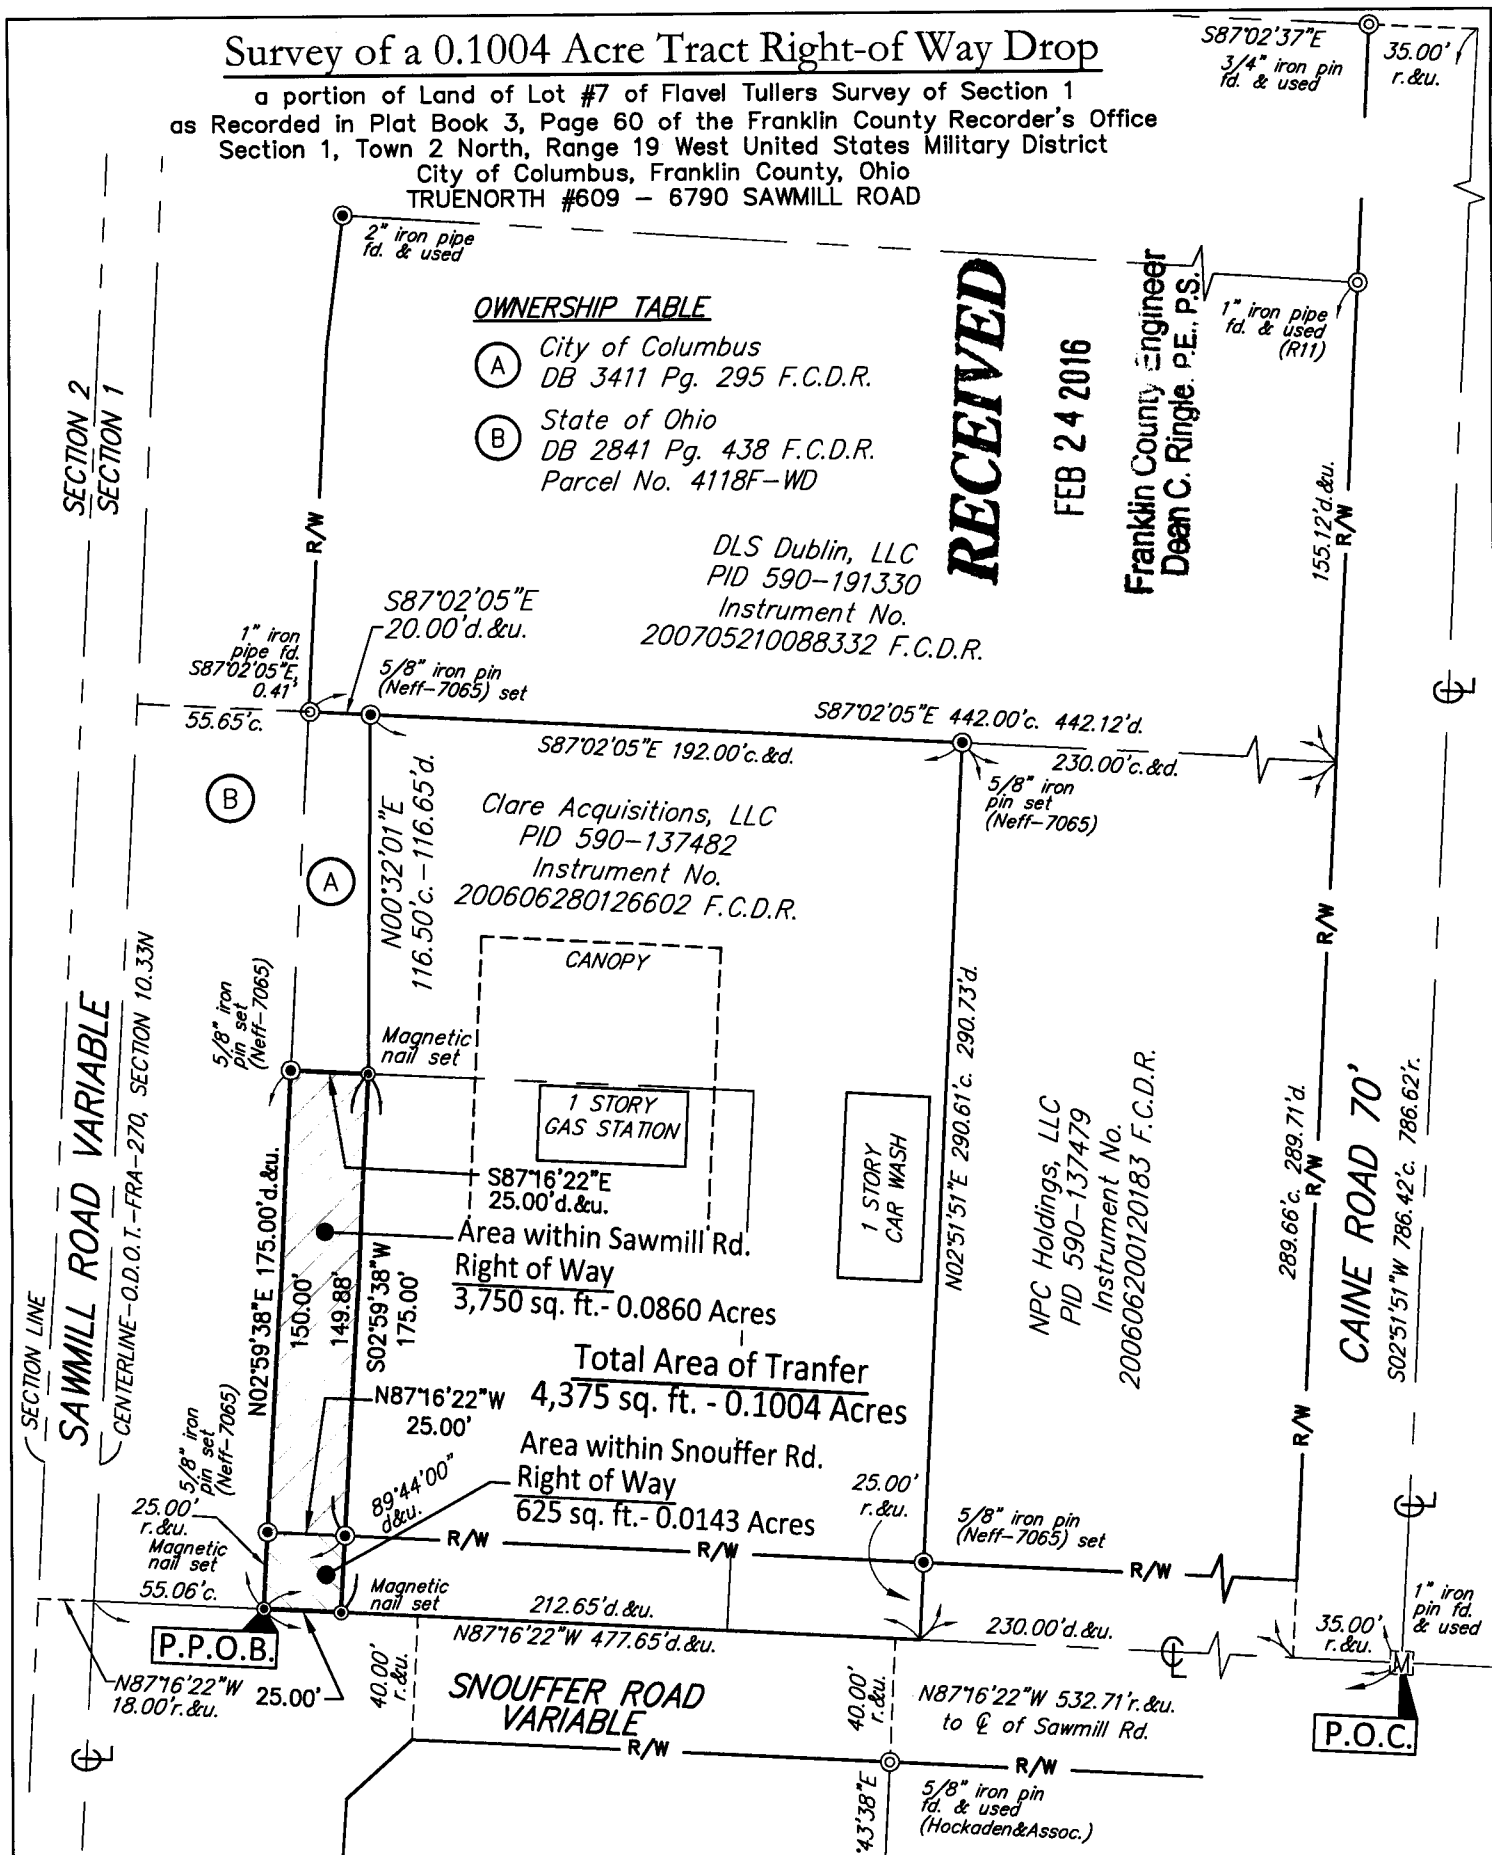 Survey of a 0.1004 Acre Tract Right-of Way Drop
a portion of Land of Lot #7 of Flavel Tullers Survey of Section 1
as Recorded in Plat Book 3, Page 60 of the Franklin County Recorder's Office
Section 1, Town 2 North, Range 19 West United States Military District
City of Columbus, Franklin County, Ohio
TRUENORTH #609 – 6790 SAWMILL ROAD
S87°02'37"E
3/4" iron pin
fd. & used
35.00'
r.&u.
2" iron pipe
fd. & used
OWNERSHIP TABLE
A
City of Columbus
DB 3411 Pg. 295 F.C.D.R.
B
State of Ohio
DB 2841 Pg. 438 F.C.D.R.
Parcel No. 4118F–WD
RECEIVED
FEB 24 2016
Franklin County Engineer
Dean C. Ringle. P.E., P.S.
1" iron pipe
fd. & used
(R11)
155.12'd.&u.
R/W
SECTION 2
SECTION 1
R/W
DLS Dublin, LLC
PID 590–191330
Instrument No.
200705210088332 F.C.D.R.
S87°02'05"E
20.00'd.&u.
1" iron
pipe fd.
S87°02'05"E,
0.41'
5/8" iron pin
(Neff–7065) set
55.65'c.
S87°02'05"E 442.00'c. 442.12'd.
S87°02'05"E 192.00'c.&d.
230.00'c.&d.
5/8" iron
pin set
(Neff–7065)
B
A
N00°32'01"E
116.50'c.–116.65'd.
Clare Acquisitions, LLC
PID 590–137482
Instrument No.
200606280126602 F.C.D.R.
CANOPY
R/W
5/8" iron
pin set
(Neff–7065)
Magnetic
nail set
1 STORY
GAS STATION
1 STORY
CAR WASH
N02°51'51"E 290.61'c. 290.73'd.
NPC Holdings, LLC
PID 590–137479
Instrument No.
200606200120183 F.C.D.R.
289.66'c. 289.71'd.
R/W
CAINE ROAD 70'
S02°51'51"W 786.42'c. 786.62'r.
SECTION LINE
SAWMILL ROAD VARIABLE
CENTERLINE–O.D.O.T.–FRA–270, SECTION 10.33N
N02°59'38"E 175.00'd.&u.
150.00'
149.88'
S02°59'38"W
175.00'
S87°16'22"E
25.00'd.&u.
Area within Sawmill Rd.
Right of Way
3,750 sq. ft.- 0.0860 Acres
Total Area of Tranfer
4,375 sq. ft. - 0.1004 Acres
N87°16'22"W
25.00'
Area within Snouffer Rd.
Right of Way
625 sq. ft.- 0.0143 Acres
89°44'00"
d&u.
5/8" iron
pin set
(Neff–7065)
25.00'
r.&u.
Magnetic
nail set
55.06'c.
R/W
R/W
25.00'
r.&u.
5/8" iron pin
(Neff–7065) set
R/W
R/W
Magnetic
nail set
212.65'd.&u.
N87°16'22"W 477.65'd.&u.
230.00'd.&u.
35.00'
r.&u.
1" iron
pin fd.
& used
M
P.P.O.B.
N87°16'22"W
18.00'r.&u.
25.00'
40.00'
r.&u.
SNOUFFER ROAD
VARIABLE
40.00'
r.&u.
N87°16'22"W 532.71'r.&u.
to ℄ of Sawmill Rd.
P.O.C.
℄
℄
℄
℄
R/W
R/W
5/8" iron pin
fd. & used
(Hockaden&Assoc.)
°43'38"E